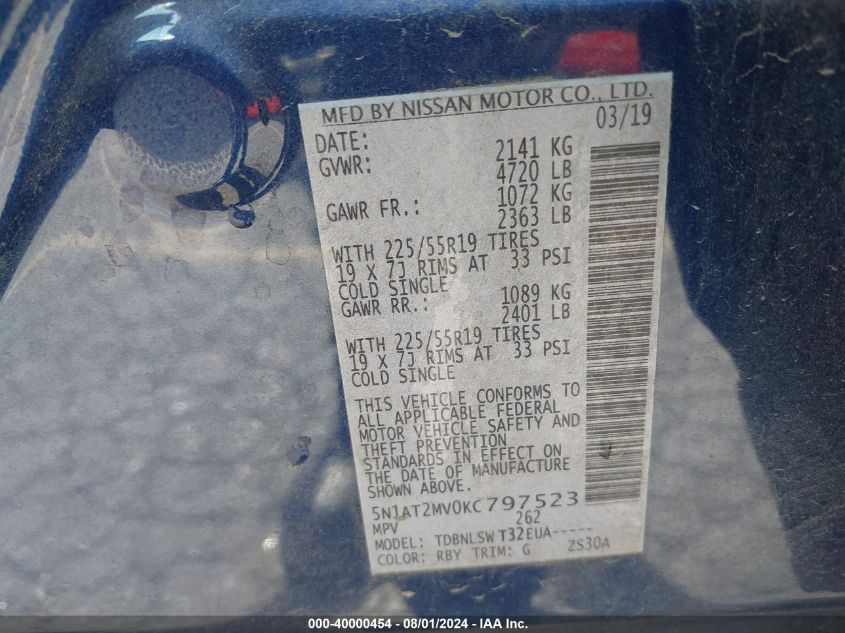 MFD BY NISSAN MOTOR CO., LTD.
DATE: 03/19
GVWR: 2141 KG
4720 LB
GAWR FR.: 1072 KG
2363 LB
WITH 225/55R19 TIRES
19 X 7J RIMS AT 33 PSI
COLD SINGLE
GAWR RR.: 1089 KG
2401 LB
WITH 225/55R19 TIRES
19 X 7J RIMS AT 33 PSI
COLD SINGLE
THIS VEHICLE CONFORMS TO
ALL APPLICABLE FEDERAL
MOTOR VEHICLE SAFETY AND
THEFT PREVENTION
STANDARDS IN EFFECT ON
THE DATE OF MANUFACTURE
SHOWN ABOVE.
5N1AT2MV0KC797523
MPV 262
MODEL: TDBNLSW T32EUA-----
COLOR: RBY TRIM: G ZS30A
000-40000454 - 08/01/2024 - IAA Inc.